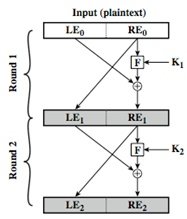 Input (plaintext)
LE₀ RE₀
Round 1
F K₁
LE₁ RE₁
Round 2
F K₂
LE₂ RE₂